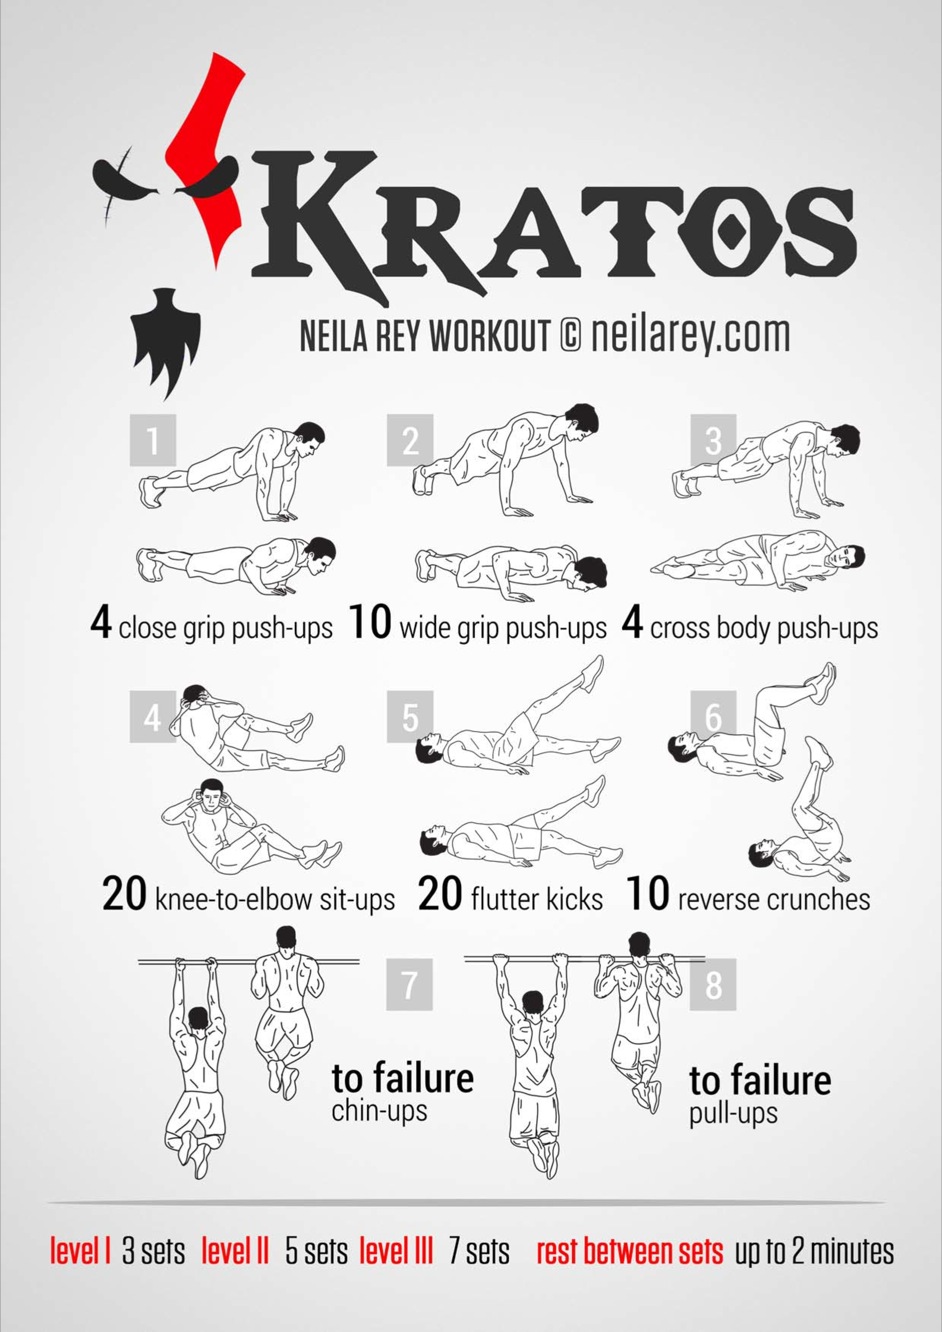 KRATOS
NEILA REY WORKOUT © neilarey.com
1
2
3
4 close grip push-ups
10 wide grip push-ups
4 cross body push-ups
4
5
6
20 knee-to-elbow sit-ups
20 flutter kicks
10 reverse crunches
7
to failure
chin-ups
8
to failure
pull-ups
level I 3 sets level II 5 sets level III 7 sets rest between sets up to 2 minutes